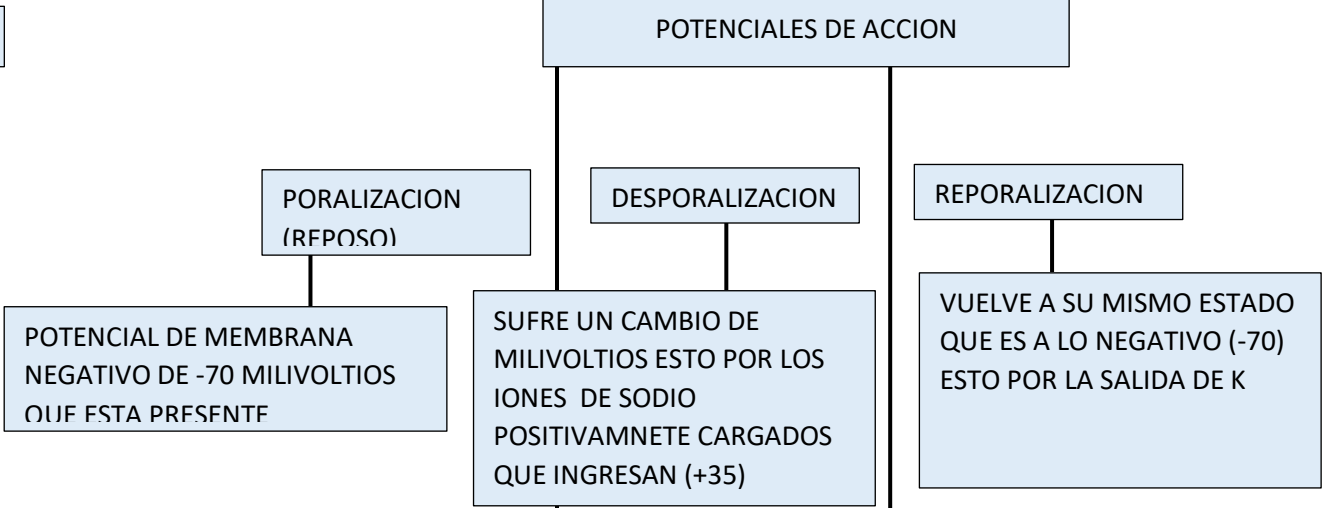 POTENCIALES DE ACCION
PORALIZACION
(REPOSO)
DESPORALIZACION
REPORALIZACION
POTENCIAL DE MEMBRANA
NEGATIVO DE -70 MILIVOLTIOS
QUE ESTA PRESENTE
SUFRE UN CAMBIO DE
MILIVOLTIOS ESTO POR LOS
IONES DE SODIO
POSITIVAMNETE CARGADOS
QUE INGRESAN (+35)
VUELVE A SU MISMO ESTADO
QUE ES A LO NEGATIVO (-70)
ESTO POR LA SALIDA DE K